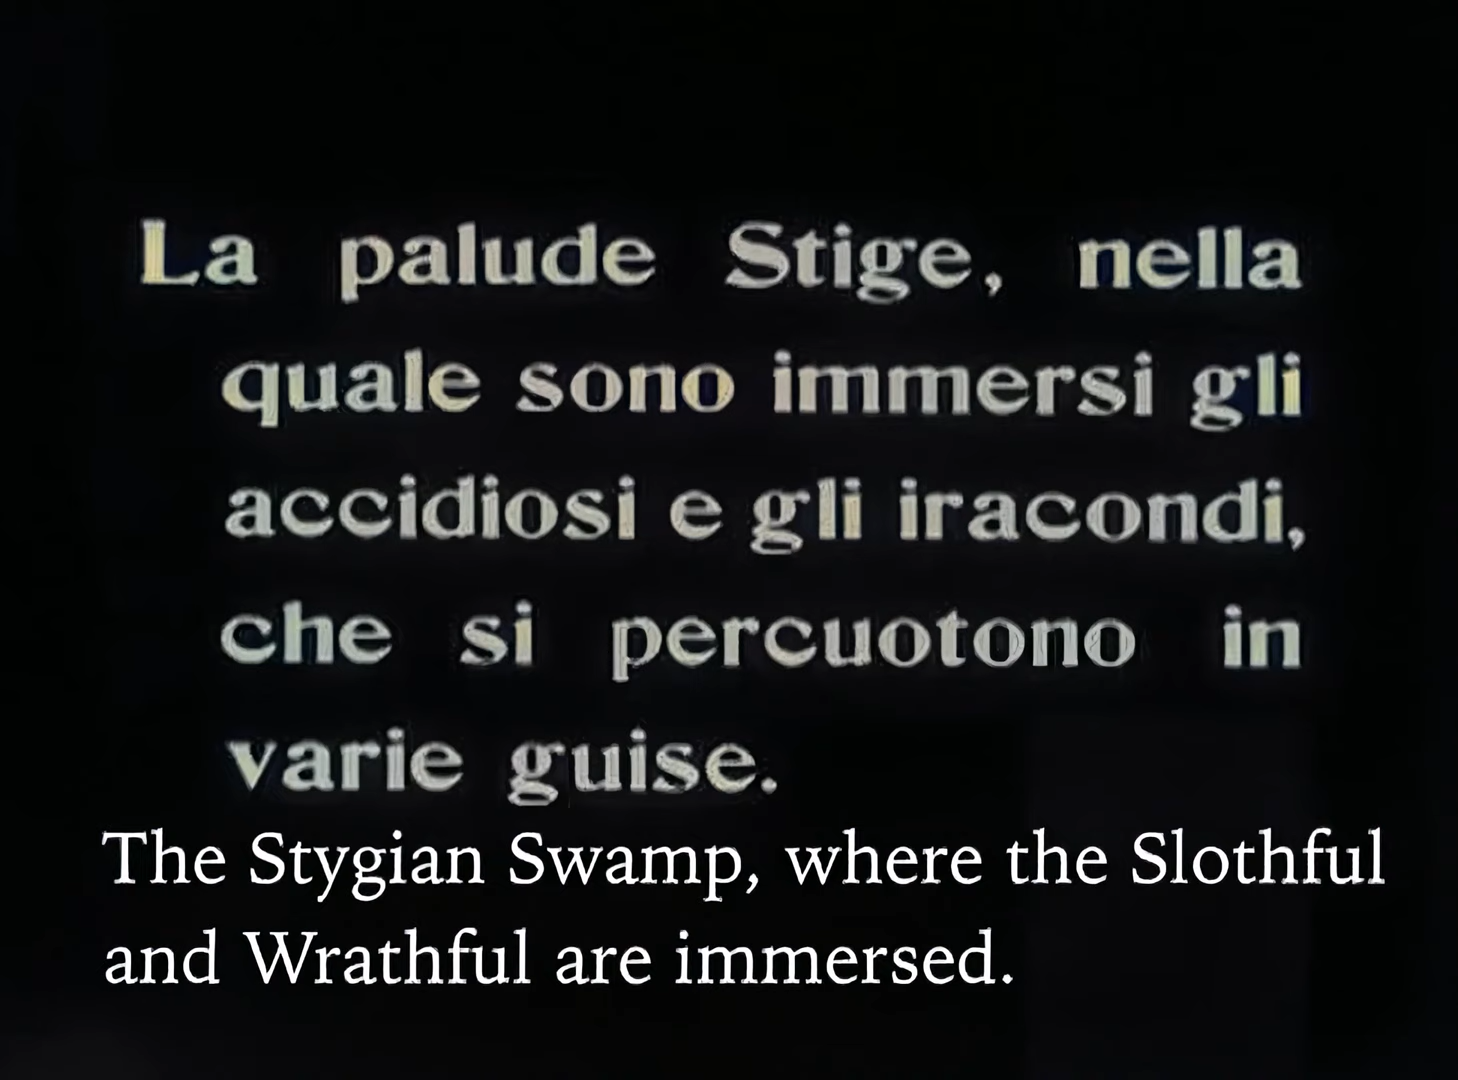 La palude Stige, nella
quale sono immersi gli
accidiosi e gli iracondi,
che si percuotono in
varie guise.
The Stygian Swamp, where the Slothful
and Wrathful are immersed.